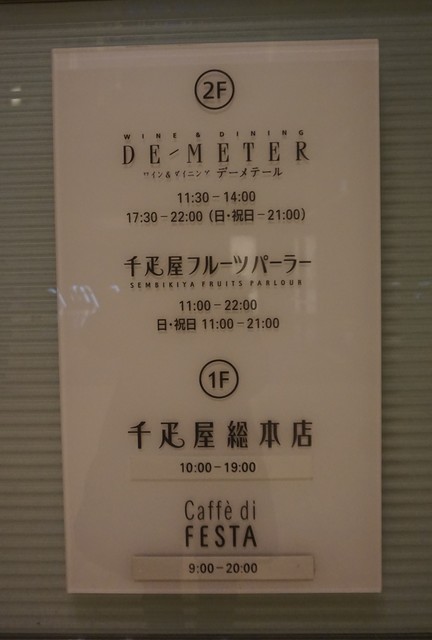 2F
WINE & DINING
DE-METER
ワイン&ダイニング デーメテール
11:30-14:00
17:30-22:00 (日・祝日-21:00)
千疋屋フルーツパーラー
SEMBIKIYA FRUITS PARLOUR
11:00-22:00
日・祝日 11:00-21:00
1F
千疋屋総本店
10:00-19:00
Caffè di
FESTA
9:00-20:00